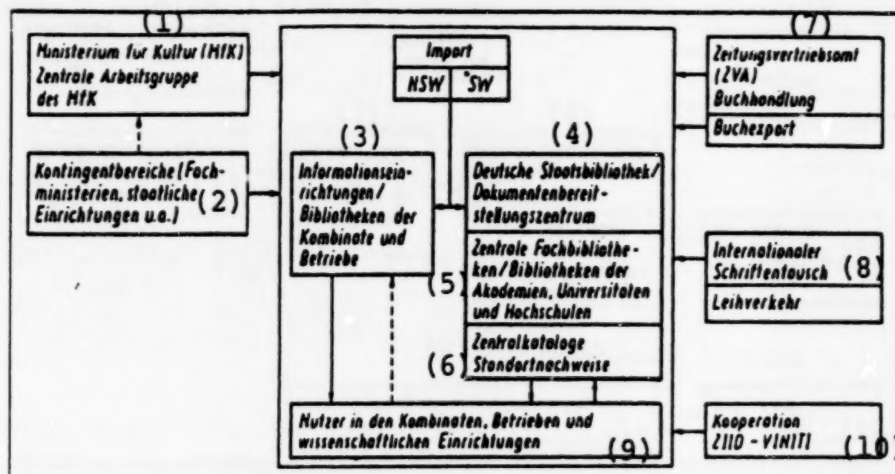 (1)
Ministerium für Kultur (MfK)
Zentrale Arbeitsgruppe
des MfK
Kontingentbereiche (Fach-
ministerien, staatliche
Einrichtungen u.a.) (2)
Import
NSW SW
(3)
Informationsein-
richtungen/
Bibliotheken der
Kombinate und
Betriebe
(4)
Deutsche Staatsbibliothek/
Dokumentenbereit-
stellungszentrum
(5)
Zentrale Fachbibliothe-
ken/Bibliotheken der
Akademien, Universitäten
und Hochschulen
(6)
Zentralkataloge
Standortnachweise
Nutzer in den Kombinaten, Betrieben und
wissenschaftlichen Einrichtungen (9)
(7)
Zeitungsvertriebsamt
(ZVA)
Buchhandlung
Buchexport
Internationaler
Schriftentausch (8)
Leihverkehr
Kooperation
ZIID - VINITI (10)